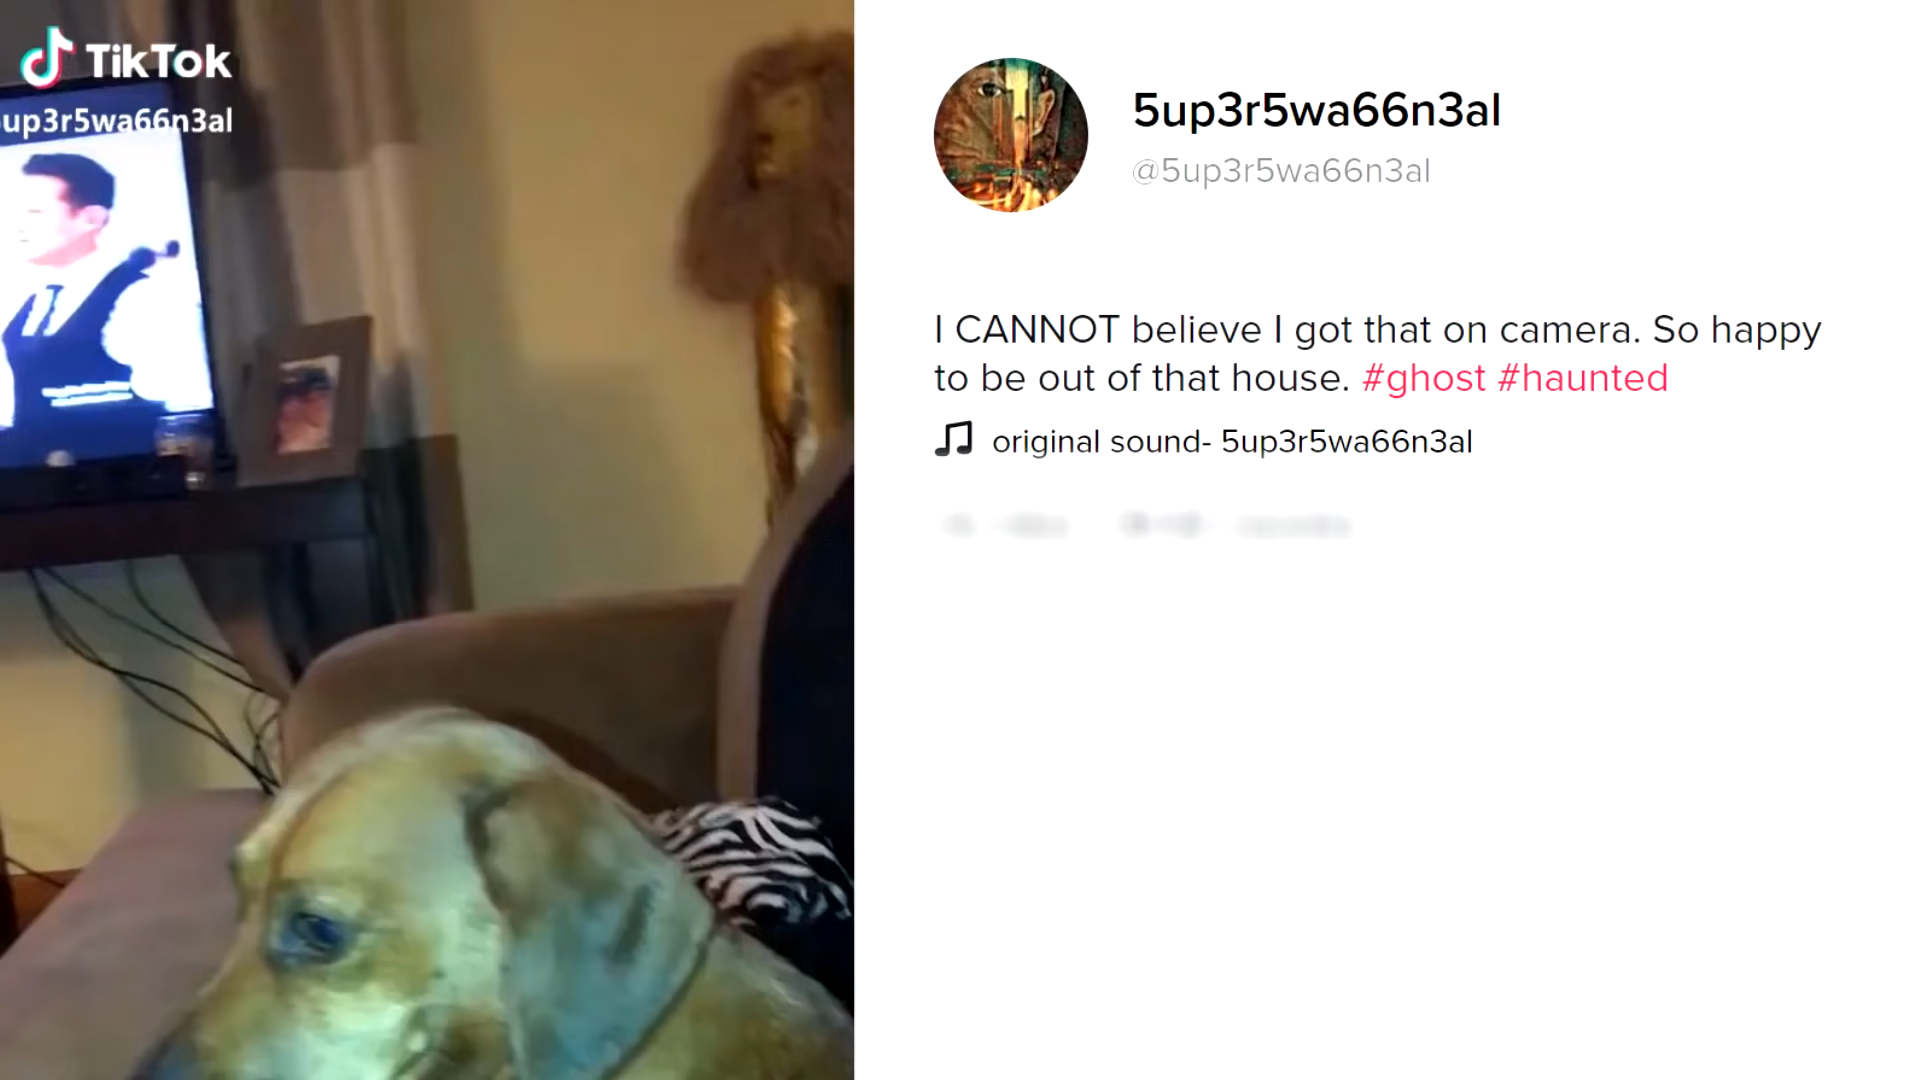 TikTok
up3r5wa66n3al
5up3r5wa66n3al
@5up3r5wa66n3al
I CANNOT believe I got that on camera. So happy
to be out of that house. #ghost #haunted
original sound- 5up3r5wa66n3al